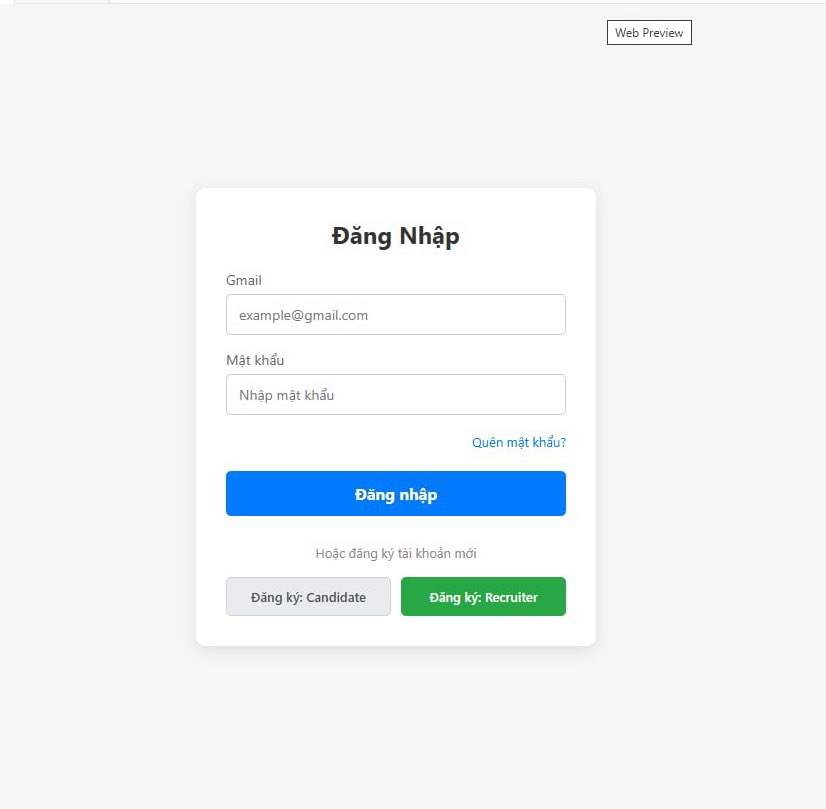 Web Preview
Đăng Nhập
Gmail
example@gmail.com
Mật khẩu
Nhập mật khẩu
Quên mật khẩu?
Đăng nhập
Hoặc đăng ký tài khoản mới
Đăng ký: Candidate
Đăng ký: Recruiter